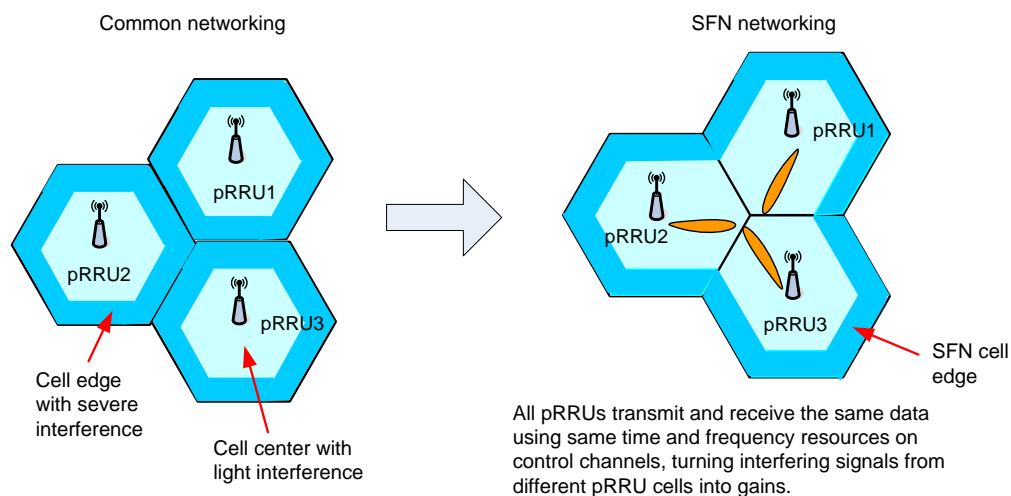 Common networking
SFN networking
pRRU1
pRRU2
pRRU3
Cell edge
with severe
interference
Cell center with
light interference
pRRU1
pRRU2
pRRU3
SFN cell
edge
All pRRUs transmit and receive the same data
using same time and frequency resources on
control channels, turning interfering signals from
different pRRU cells into gains.